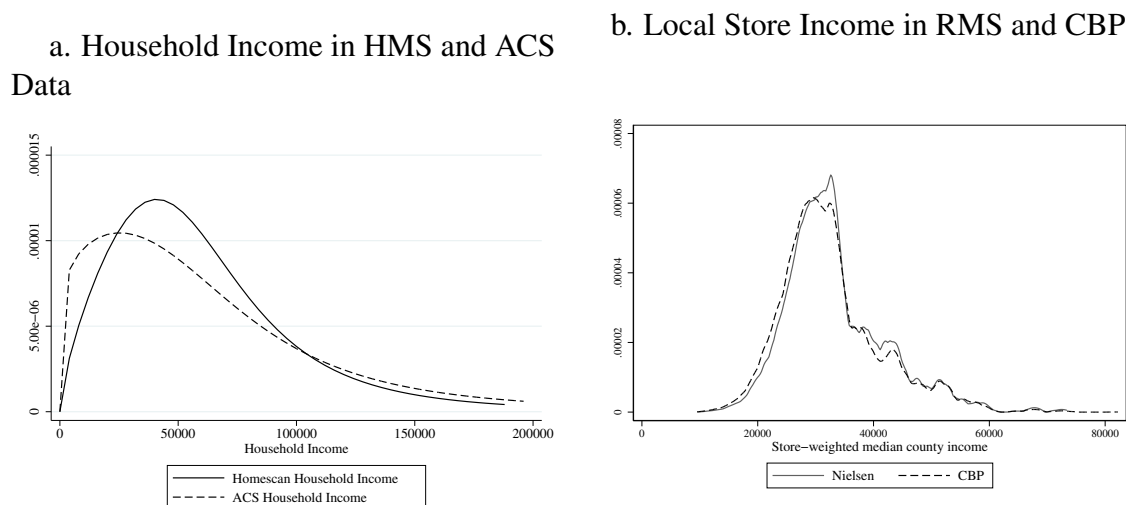 a. Household Income in HMS and ACS
Data
.000015
.00001
5.00e−06
0
0
50000
100000
150000
200000
Household Income
Homescan Household Income
ACS Household Income
b. Local Store Income in RMS and CBP
.00008
.00006
.00004
.00002
0
0
20000
40000
60000
80000
Store−weighted median county income
Nielsen
CBP